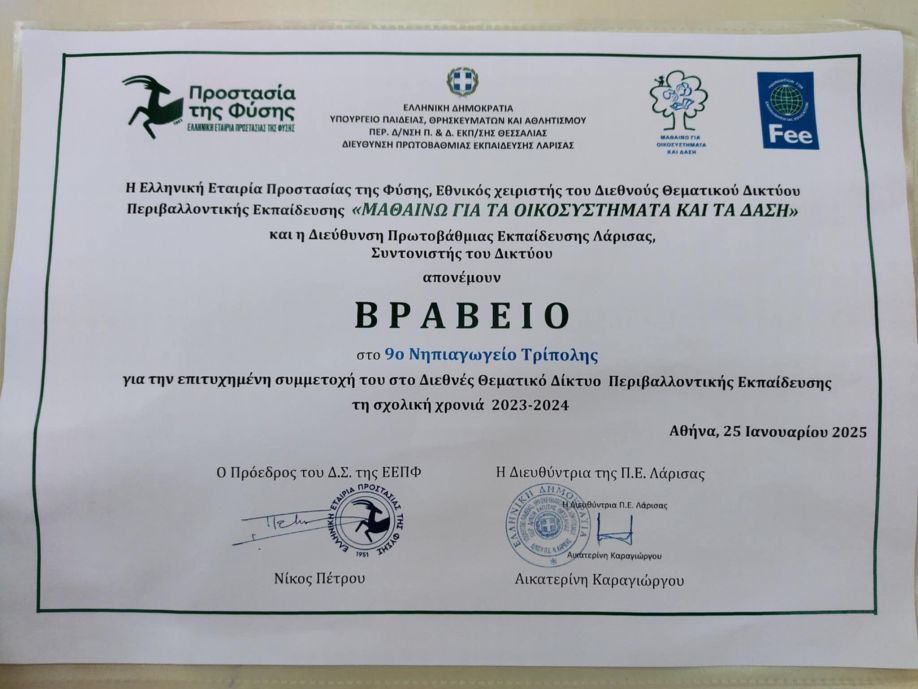 Προστασία
της Φύσης
ΕΛΛΗΝΙΚΗ ΕΤΑΙΡΙΑ ΠΡΟΣΤΑΣΙΑΣ ΤΗΣ ΦΥΣΗΣ
1951
ΕΛΛΗΝΙΚΗ ΔΗΜΟΚΡΑΤΙΑ
ΥΠΟΥΡΓΕΙΟ ΠΑΙΔΕΙΑΣ, ΘΡΗΣΚΕΥΜΑΤΩΝ ΚΑΙ ΑΘΛΗΤΙΣΜΟΥ
ΠΕΡ. Δ/ΝΣΗ Π. & Δ. ΕΚΠ/ΣΗΣ ΘΕΣΣΑΛΙΑΣ
ΔΙΕΥΘΥΝΣΗ ΠΡΩΤΟΒΑΘΜΙΑΣ ΕΚΠΑΙΔΕΥΣΗΣ ΛΑΡΙΣΑΣ
ΜΑΘΑΙΝΩ ΓΙΑ
ΟΙΚΟΣΥΣΤΗΜΑΤΑ
ΚΑΙ ΔΑΣΗ
Fee
Η Ελληνική Εταιρία Προστασίας της Φύσης, Εθνικός χειριστής του Διεθνούς Θεματικού Δικτύου
Περιβαλλοντικής Εκπαίδευσης «ΜΑΘΑΙΝΩ ΓΙΑ ΤΑ ΟΙΚΟΣΥΣΤΗΜΑΤΑ ΚΑΙ ΤΑ ΔΑΣΗ»
και η Διεύθυνση Πρωτοβάθμιας Εκπαίδευσης Λάρισας,
Συντονιστής του Δικτύου
απονέμουν
ΒΡΑΒΕΙΟ
στο 9ο Νηπιαγωγείο Τρίπολης
για την επιτυχημένη συμμετοχή του στο Διεθνές Θεματικό Δίκτυο Περιβαλλοντικής Εκπαίδευσης
τη σχολική χρονιά 2023-2024
Αθήνα, 25 Ιανουαρίου 2025
Ο Πρόεδρος του Δ.Σ. της ΕΕΠΦ
ΕΛΛΗΝΙΚΗ ΕΤΑΙΡΙΑ ΠΡΟΣΤΑΣΙΑΣ ΤΗΣ ΦΥΣΗΣ
1951
Νίκος Πέτρου
Η Διευθύντρια της Π.Ε. Λάρισας
ΕΛΛΗΝΙΚΗ ΔΗΜΟΚΡΑΤΙΑ
Η Διευθύντρια Π.Ε. Λάρισας
Αικατερίνη Καραγιώργου
Αικατερίνη Καραγιώργου